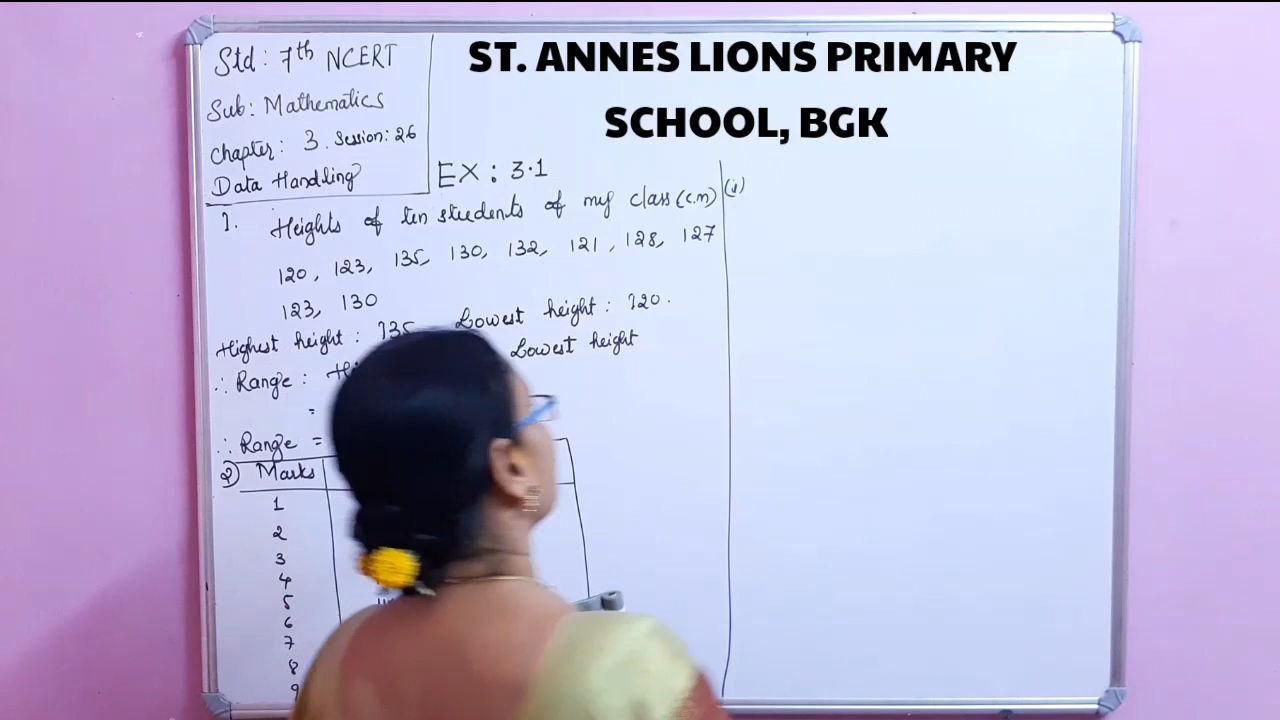 ST. ANNES LIONS PRIMARY
SCHOOL, BGK
Std: 7th NCERT
Sub: Mathematics
Chapter: 3. Session: 26
Data Handling
EX: 3.1
1. Heights of ten students of my class (c.m)
120, 123, 135, 130, 132, 121, 128, 127
123, 130
Highest height: 135 Lowest height: 120.
∴ Range: Lowest height
=
∴ Range =
2) Marks
1
2
3
4
5
6
7
8
9